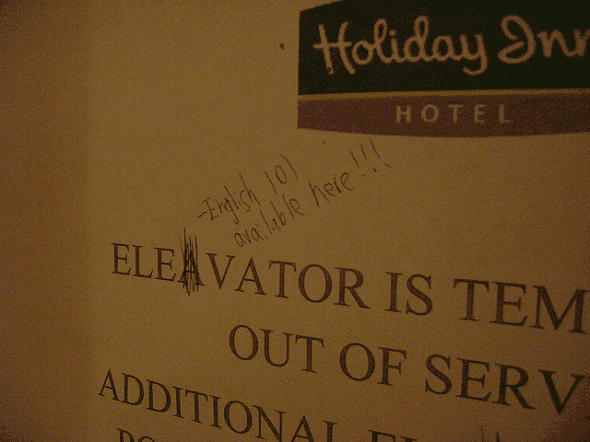 Holiday Inn
HOTEL
-English 101
available here!!!
ELEAVATOR IS TEM
OUT OF SERV
ADDITIONAL